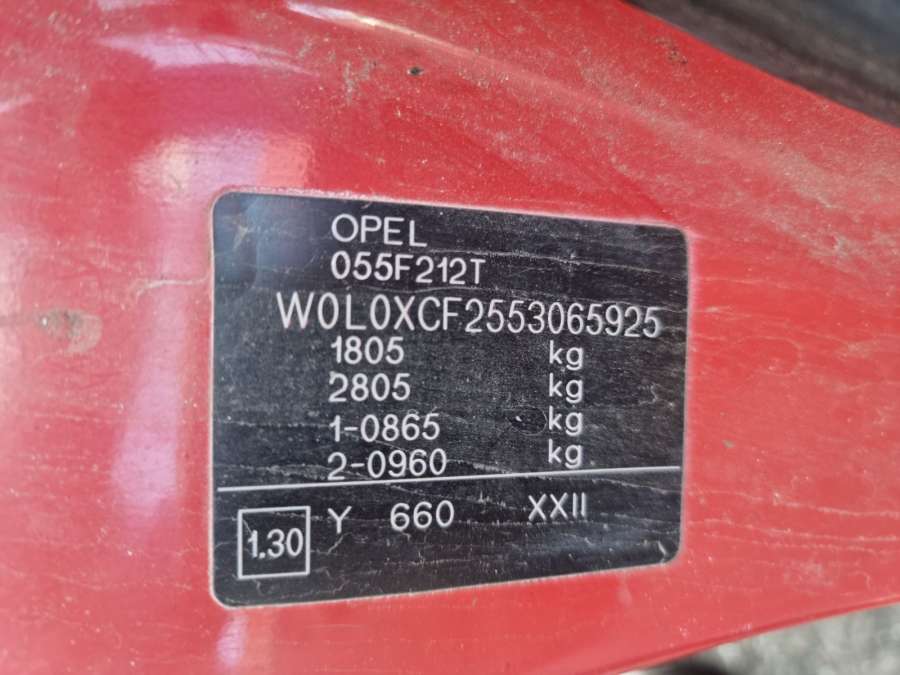 OPEL
055F212T
W0L0XCF2553065925
1805 kg
2805 kg
1-0865 kg
2-0960 kg
1.30 Y 660 XXII